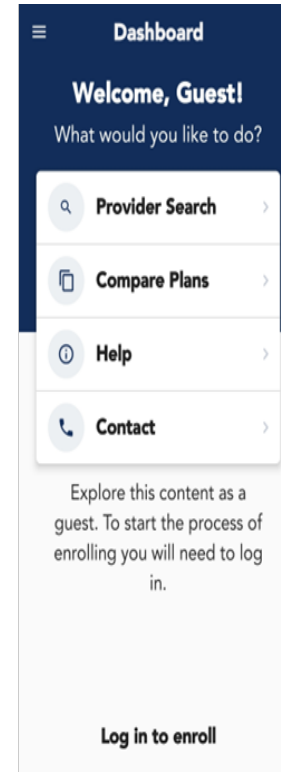 Dashboard
Welcome, Guest!
What would you like to do?
Provider Search
Compare Plans
Help
Contact
Explore this content as a
guest. To start the process of
enrolling you will need to log
in.
Log in to enroll